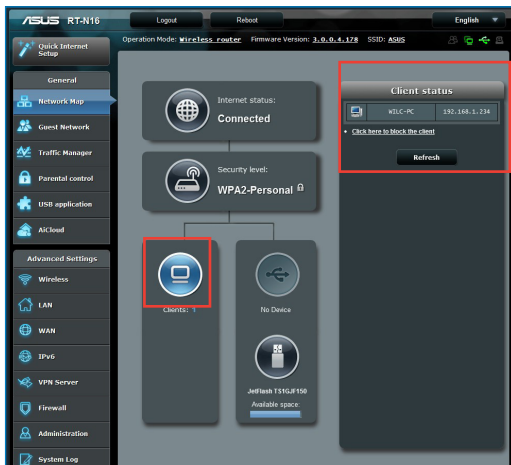 ASUS RT-N16
Logout
Reboot
English
Operation Mode: Wireless router Firmware Version: 3.0.0.4.178 SSID: ASUS
Quick Internet
Setup
General
Network Map
Guest Network
Traffic Manager
Parental control
USB application
AiCloud
Advanced Settings
Wireless
LAN
WAN
IPv6
VPN Server
Firewall
Administration
System Log
Internet status:
Connected
Security level:
WPA2-Personal
Clients: 1
No Device
JetFlash TS1GJF150
Available space:
Client status
WILC-PC 192.168.1.234
Click here to block the client
Refresh